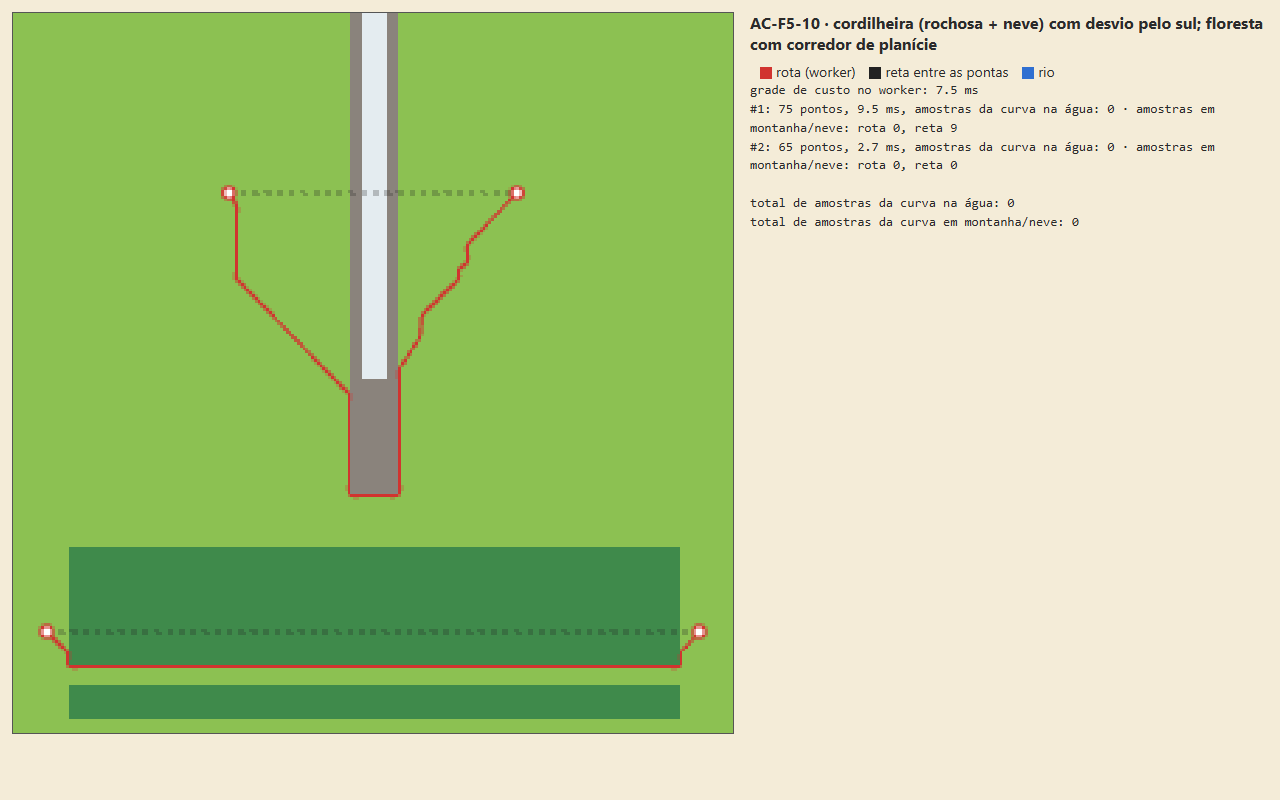 AC-F5-10 · cordilheira (rochosa + neve) com desvio pelo sul; floresta
com corredor de planície
rota (worker) reta entre as pontas rio
grade de custo no worker: 7.5 ms
#1: 75 pontos, 9.5 ms, amostras da curva na água: 0 · amostras em
montanha/neve: rota 0, reta 9
#2: 65 pontos, 2.7 ms, amostras da curva na água: 0 · amostras em
montanha/neve: rota 0, reta 0
total de amostras da curva na água: 0
total de amostras da curva em montanha/neve: 0